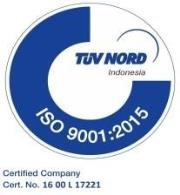 TÜV NORD
Indonesia
ISO 9001:2015
Certified Company
Cert. No. 16 00 L 17221